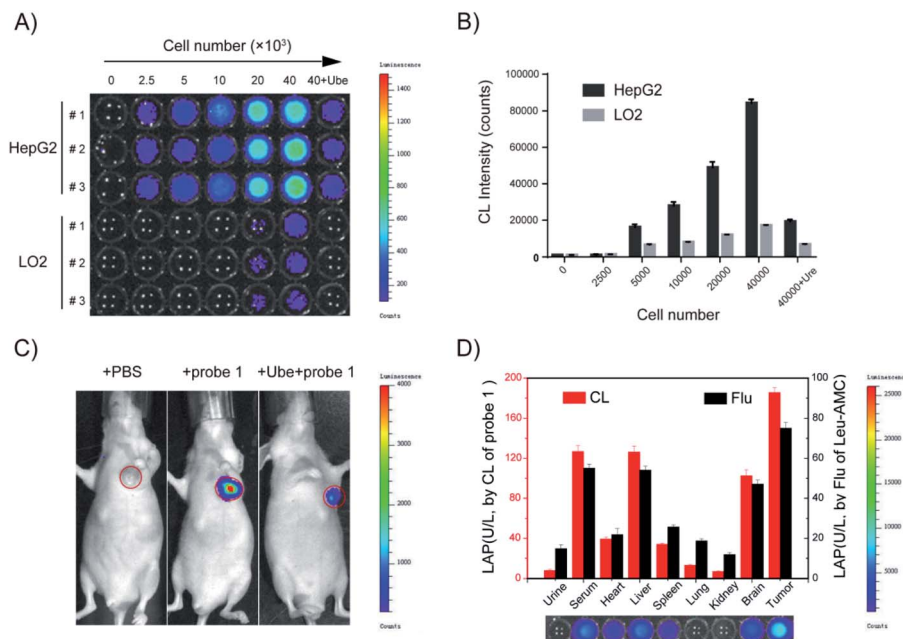 A)
Cell number (×10³)
0 2.5 5 10 20 40 40+Ube
HepG2
# 1
# 2
# 3
LO2
# 1
# 2
# 3
Luminescence
1400
1200
1000
800
600
400
200
Counts
B)
CL Intensity (counts)
100000
80000
60000
40000
20000
0
HepG2
LO2
0 2500 5000 10000 20000 40000 40000+Ure
Cell number
C)
+PBS +probe 1 +Ube+probe 1
Luminescence
4000
3000
2000
1000
Counts
D)
LAP(U/L, by CL of probe 1 )
200
160
120
80
40
0
CL
Flu
100
80
60
40
20
0
LAP(U/L, by Flu of Leu-AMC)
Urine Serum Heart Liver Spleen Lung Kidney Brain Tumor
Luminescence
25000
20000
15000
10000
5000
Counts